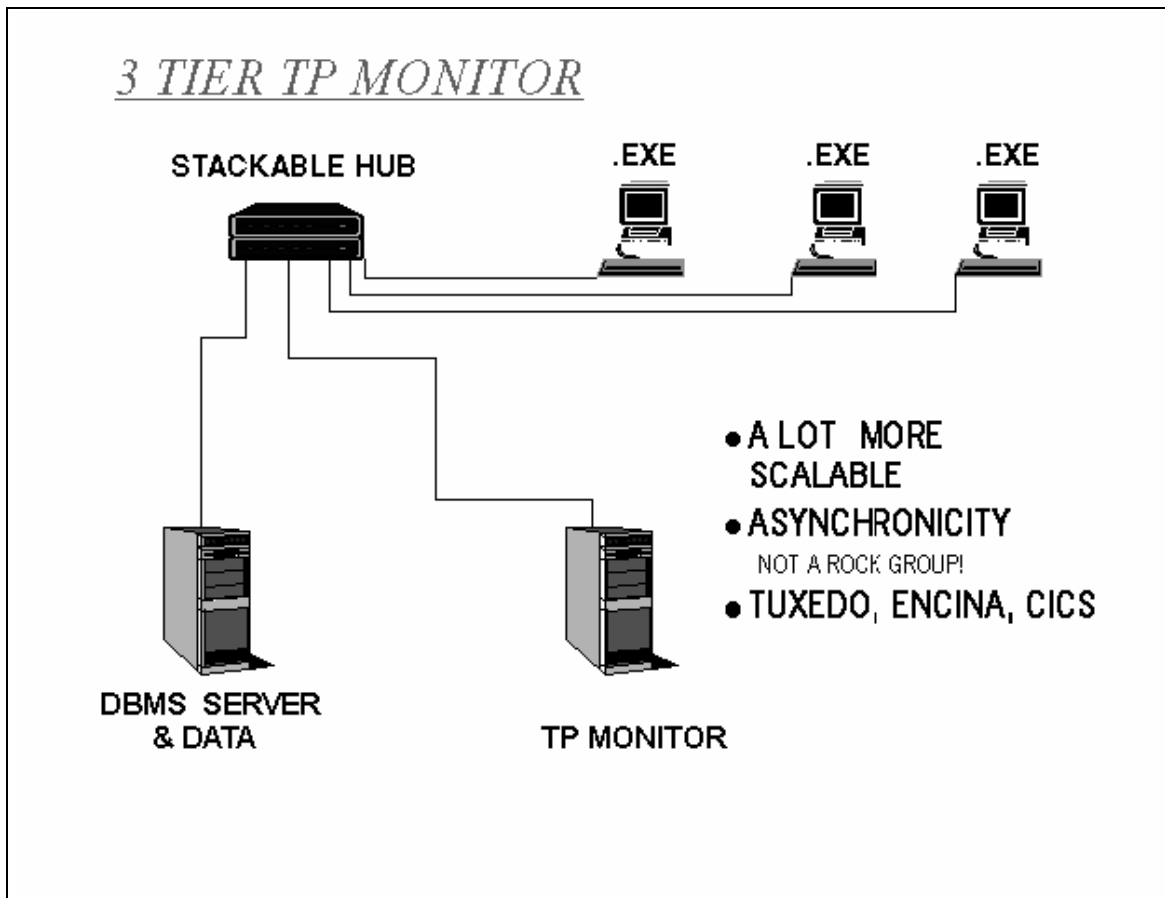 3 TIER TP MONITOR
STACKABLE HUB
.EXE
.EXE
.EXE
● A LOT MORE
SCALABLE
● ASYNCHRONICITY
NOT A ROCK GROUP!
● TUXEDO, ENCINA, CICS
DBMS SERVER
& DATA
TP MONITOR